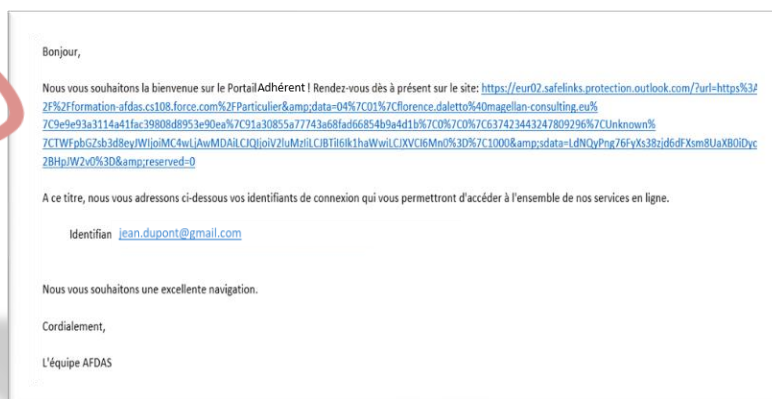 Bonjour,
Nous vous souhaitons la bienvenue sur le Portail Adhérent ! Rendez-vous dès à présent sur le site: https://eur02.safelinks.protection.outlook.com/?url=https%3A
2F%2Fformation-afdas.cs108.force.com%2FParticulier&amp;data=04%7C01%7Cflorence.daletto%40magellan-consulting.eu%
7C9e9e93a3114a41fac39808d8953e90ea%7C91a30855a77743a68fad66854b9a4d1b%7C0%7C0%7C637423443247809296%7CUnknown%
7CTWFpbGZsb3d8eyJWIjoiMC4wLjAwMDAiLCJQIjoiV2luMzIiLCJBTiI6Ik1haWwiLCJXVCI6Mn0%3D%7C1000&amp;sdata=LdNQyPng76FyXs38zjd6dFXsm8UaXB0iDyc
2BHpJW2v0%3D&amp;reserved=0
A ce titre, nous vous adressons ci-dessous vos identifiants de connexion qui vous permettront d'accéder à l'ensemble de nos services en ligne.
Identifian jean.dupont@gmail.com
Nous vous souhaitons une excellente navigation.
Cordialement,
L'équipe AFDAS